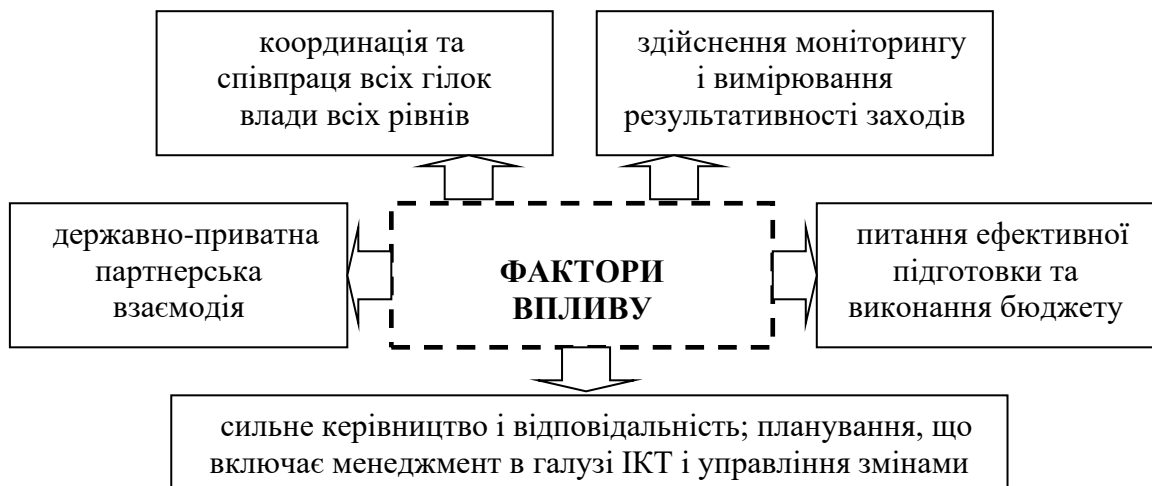 координація та
співпраця всіх гілок
влади всіх рівнів
здійснення моніторингу
і вимірювання
результативності заходів
державно-приватна
партнерська
взаємодія
ФАКТОРИ
ВПЛИВУ
питання ефективної
підготовки та
виконання бюджету
сильне керівництво і відповідальність; планування, що
включає менеджмент в галузі ІКТ і управління змінами